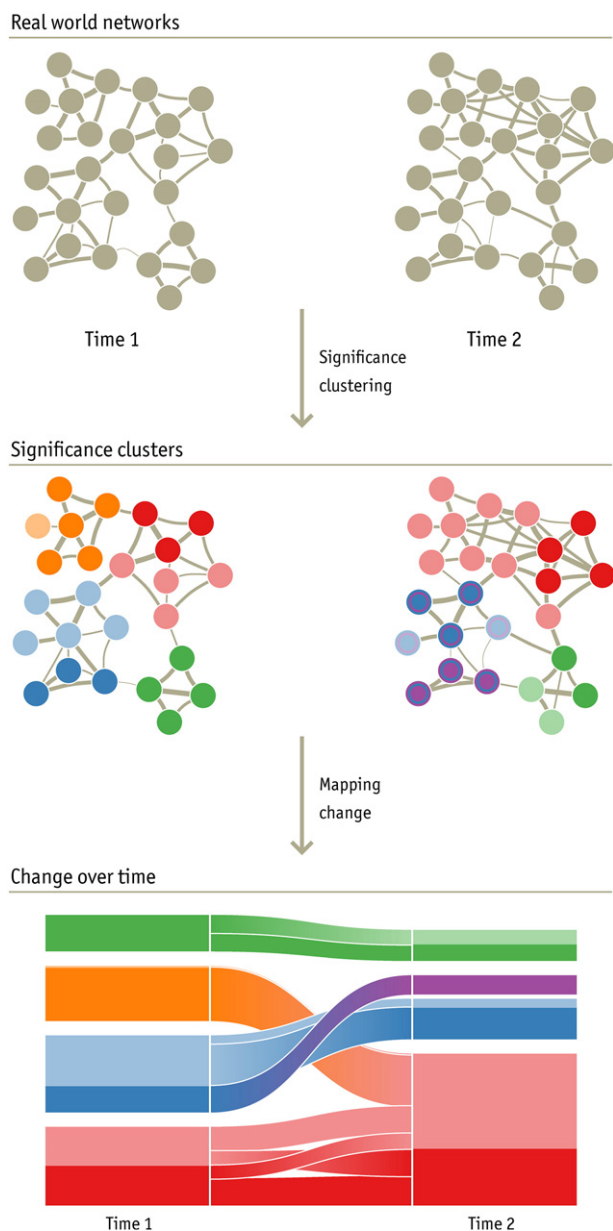 Real world networks
Time 1
Time 2
Significance
clustering
Significance clusters
Mapping
change
Change over time
Time 1
Time 2